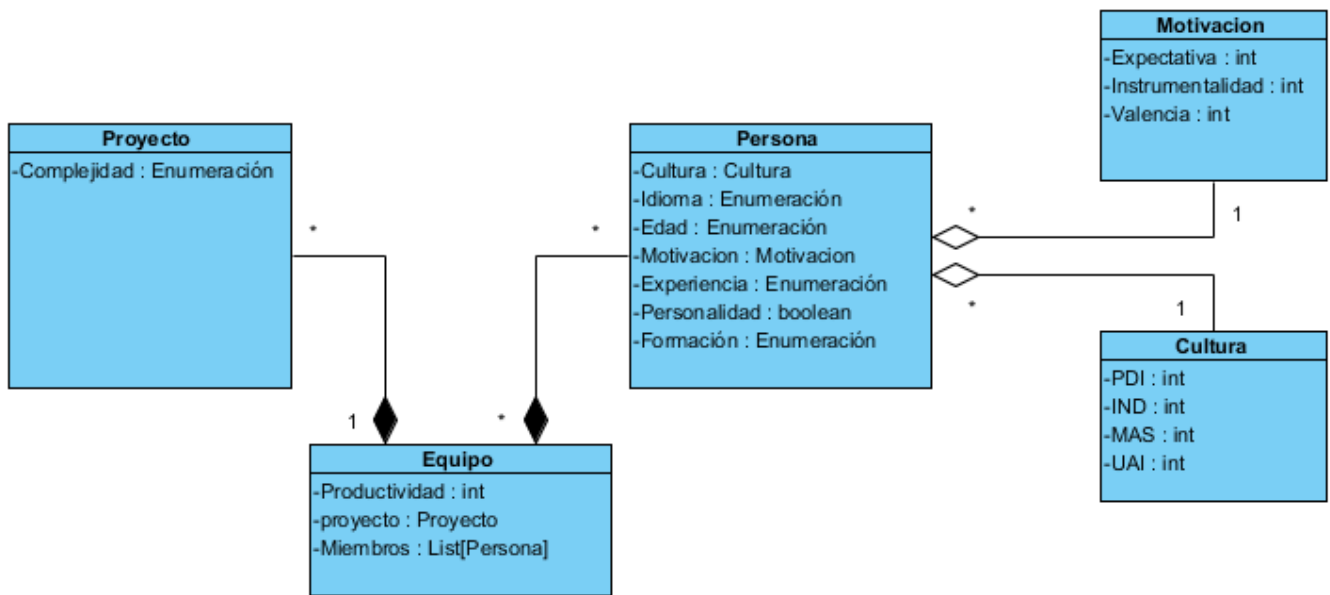 Motivacion
-Expectativa : int
-Instrumentalidad : int
-Valencia : int
Proyecto
-Complejidad : Enumeración
Persona
-Cultura : Cultura
-Idioma : Enumeración
-Edad : Enumeración
-Motivacion : Motivacion
-Experiencia : Enumeración
-Personalidad : boolean
-Formación : Enumeración
*
1
*
*
*
1
Cultura
-PDI : int
-IND : int
-MAS : int
-UAI : int
1
*
Equipo
-Productividad : int
-proyecto : Proyecto
-Miembros : List[Persona]